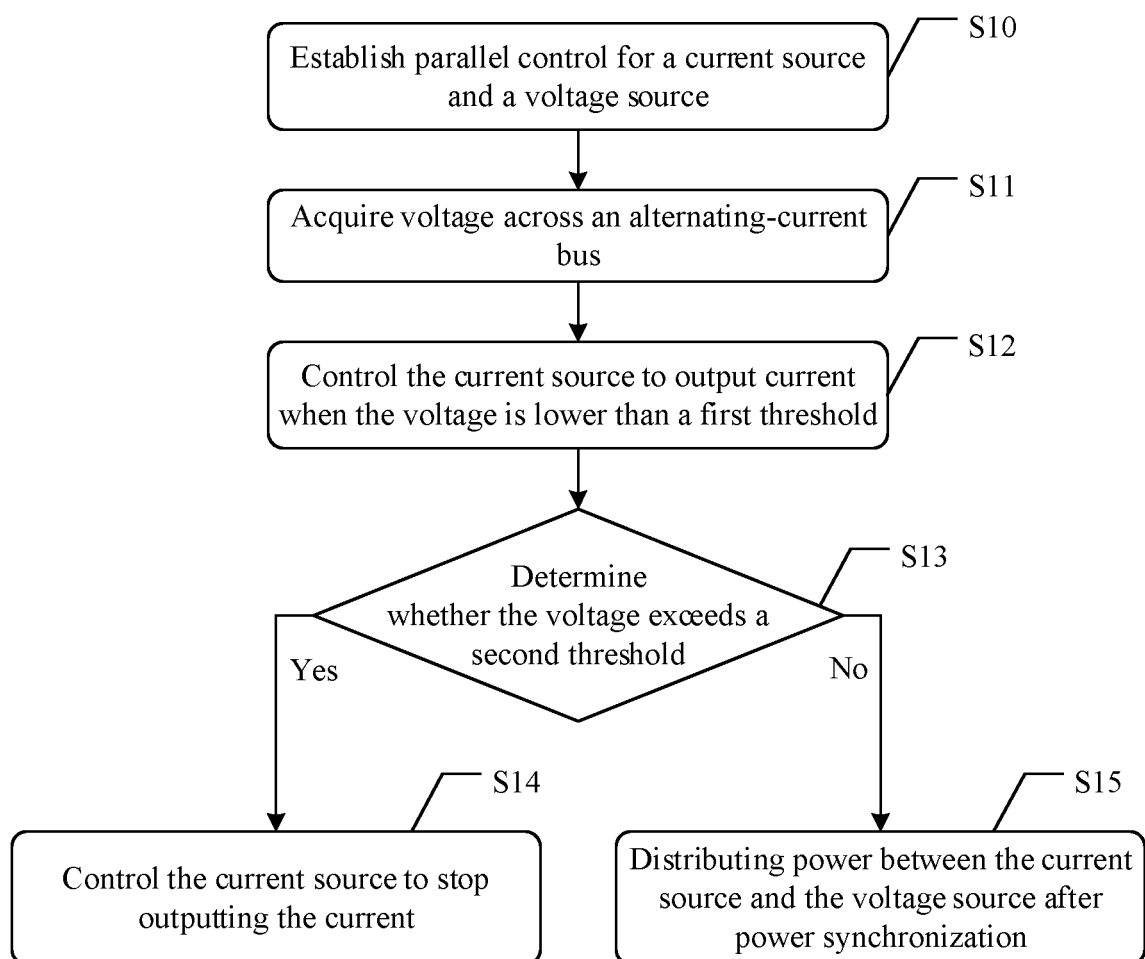 S10
Establish parallel control for a current source
and a voltage source
S11
Acquire voltage across an alternating-current
bus
S12
Control the current source to output current
when the voltage is lower than a first threshold
S13
Determine
whether the voltage exceeds a
second threshold
Yes
No
S14
Control the current source to stop
outputting the current
S15
Distributing power between the current
source and the voltage source after
power synchronization